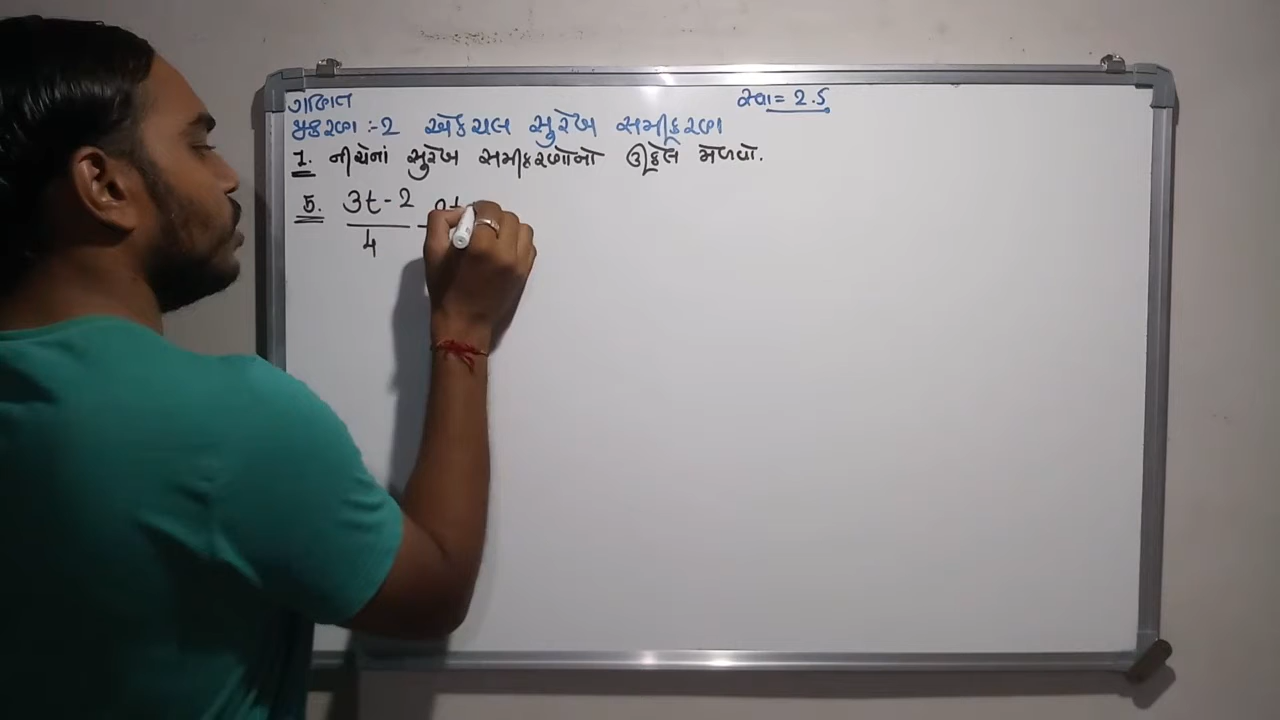 ગણિત
સ્વા = 2.5
પ્રકરણ :- 2 એકચલ સુરેખ સમીકરણ
1. નીચેનાં સુરેખ સમીકરણોનો ઉકેલ મેળવો.
5. 3t - 2
4